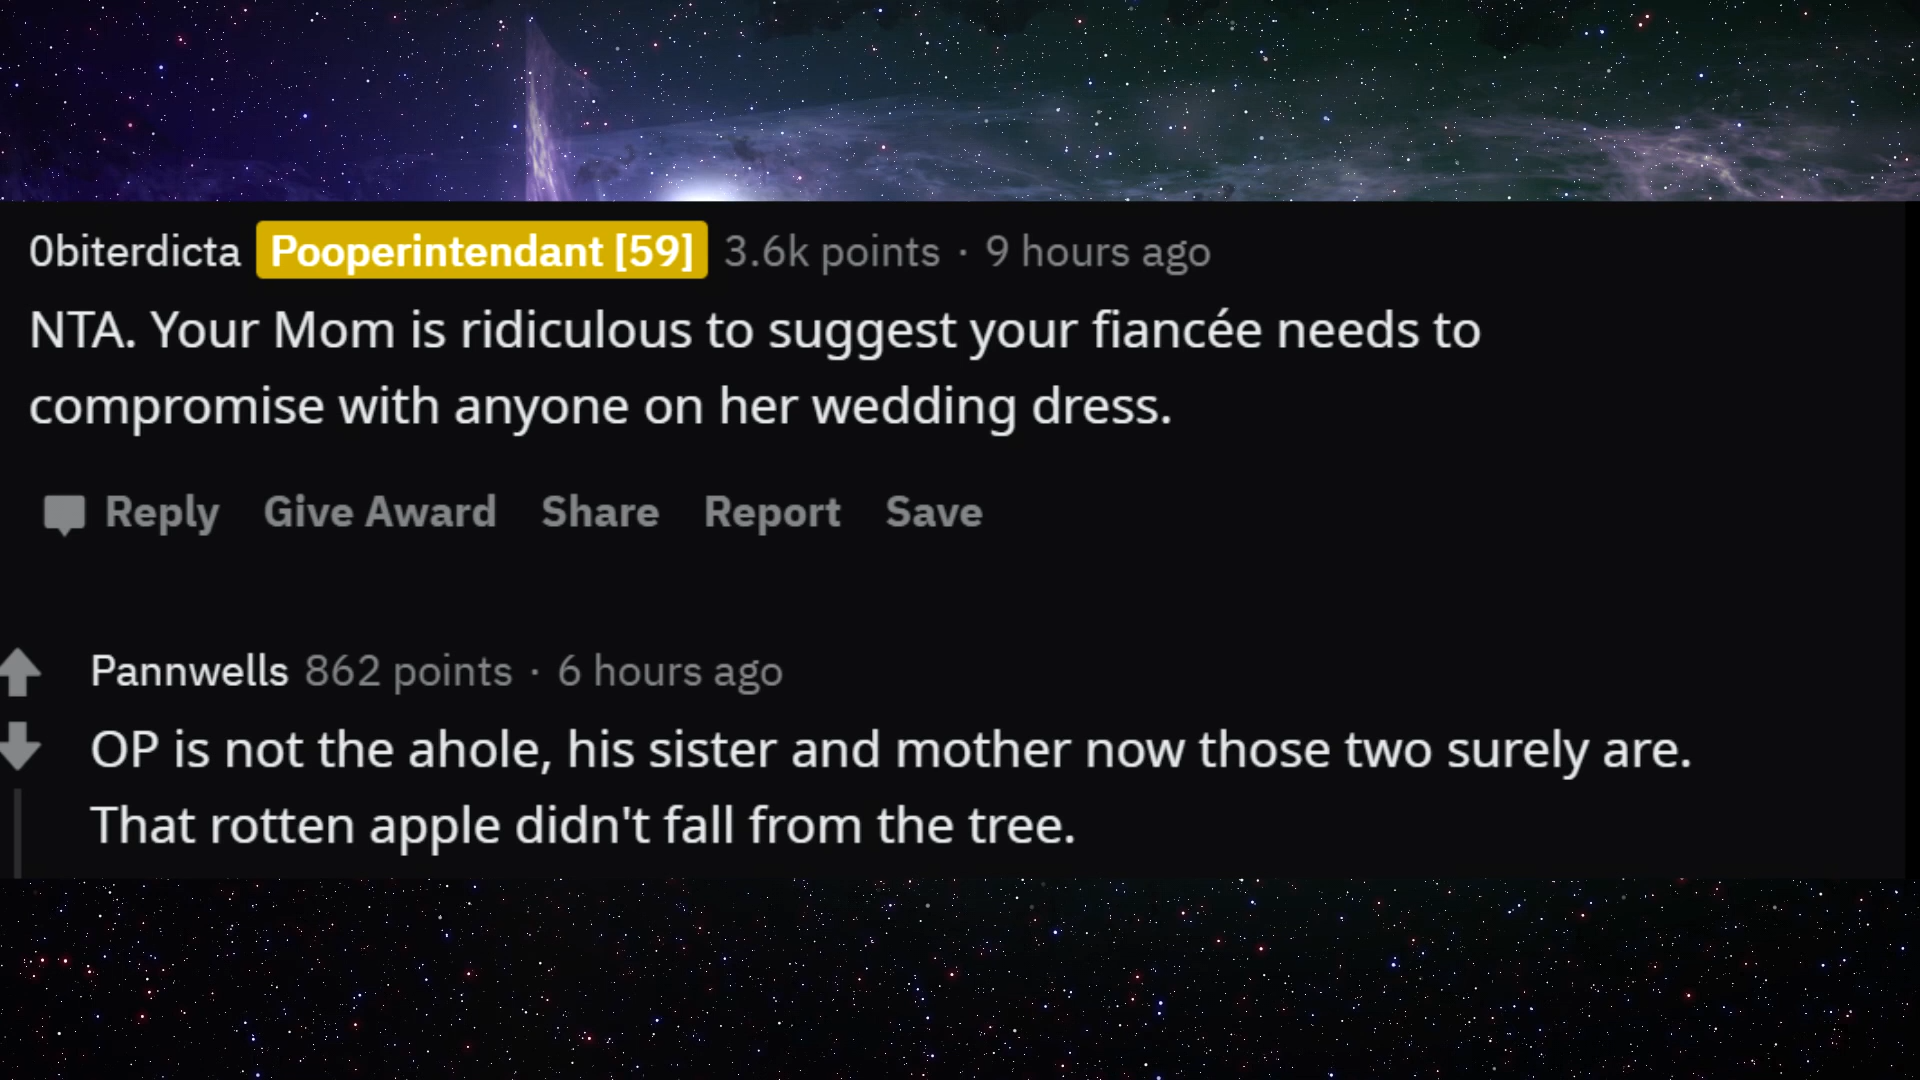 0biterdicta Pooperintendant [59] 3.6k points · 9 hours ago
NTA. Your Mom is ridiculous to suggest your fiancée needs to
compromise with anyone on her wedding dress.
Reply Give Award Share Report Save
Pannwells 862 points · 6 hours ago
OP is not the ahole, his sister and mother now those two surely are.
That rotten apple didn't fall from the tree.